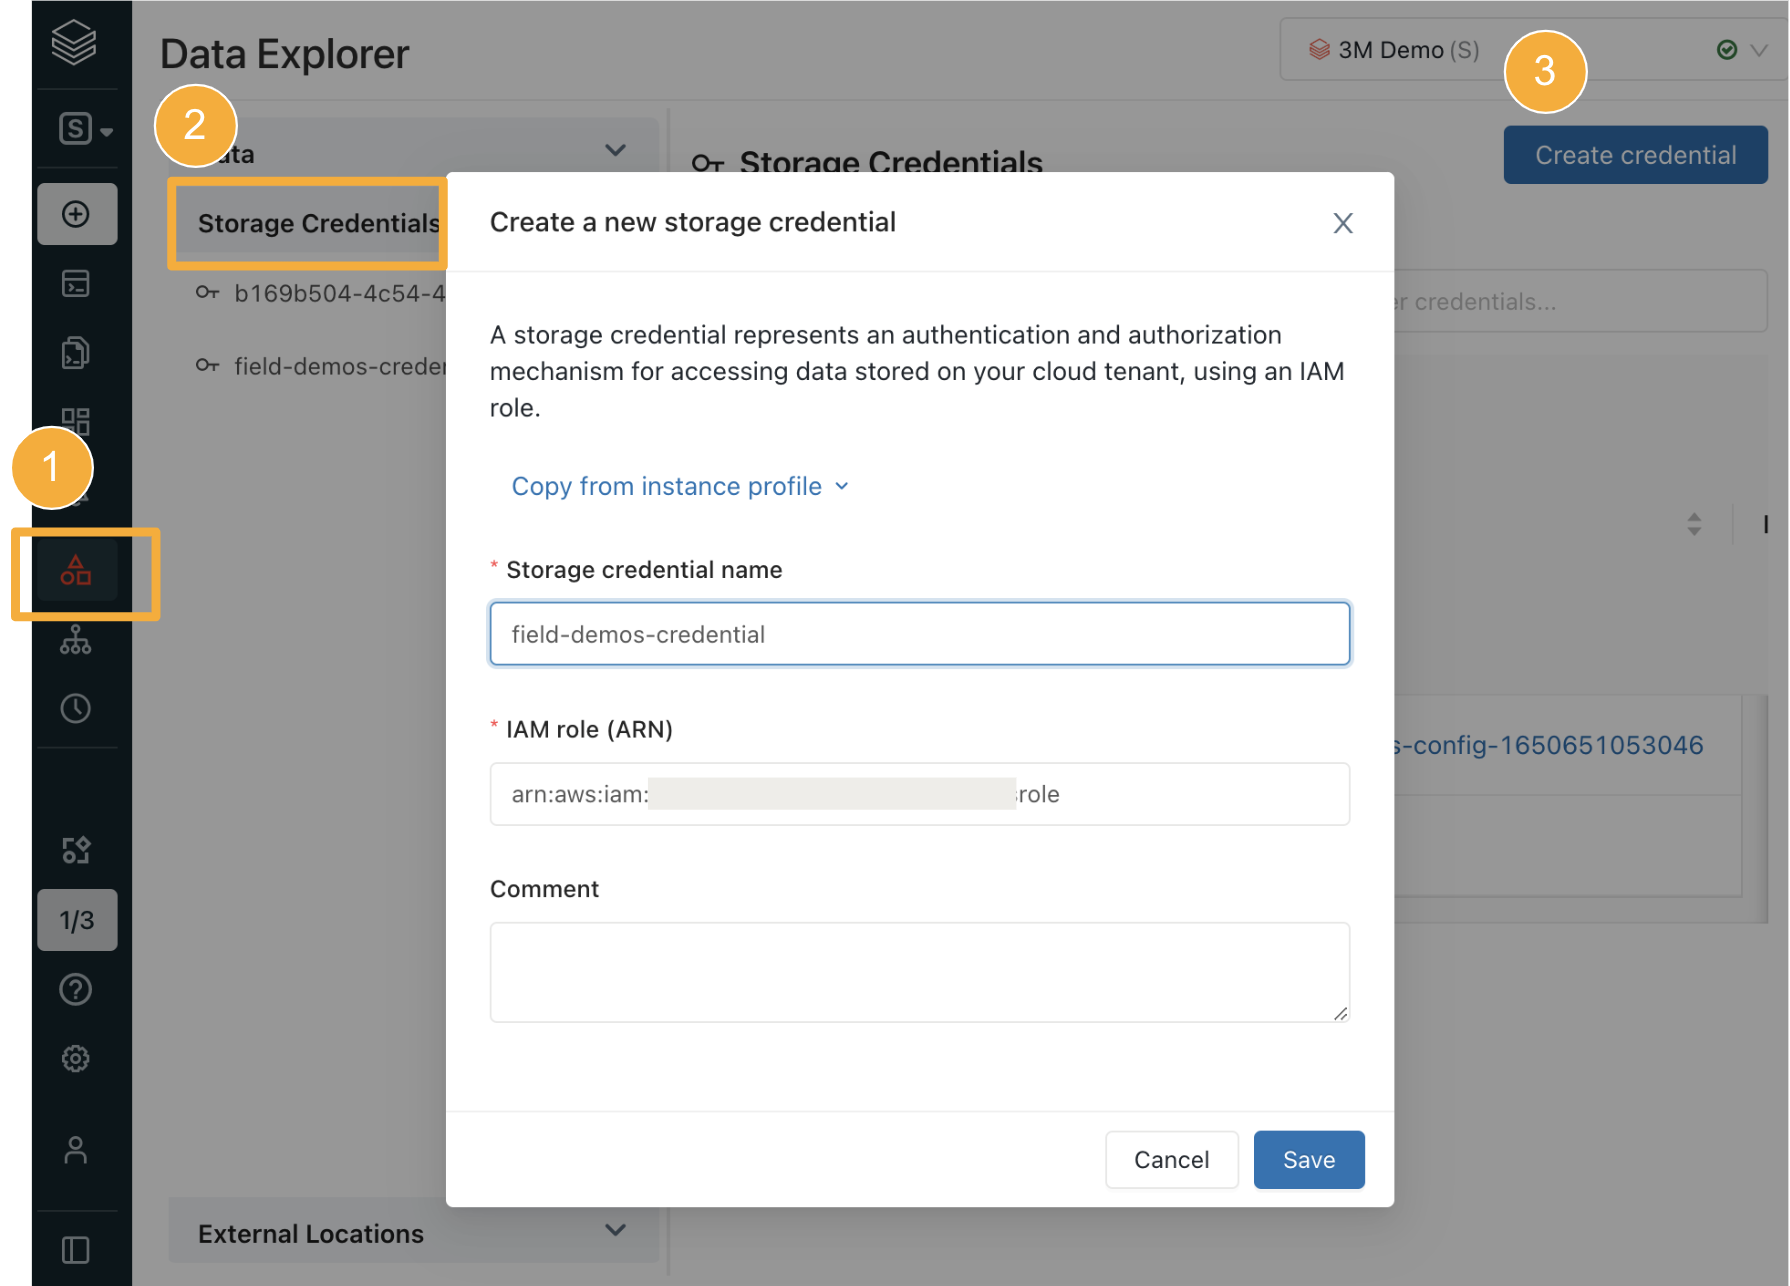 Data Explorer
3M Demo (S)
3
S
2
ata
Storage Credentials
Create credential
Storage Credentials
Create a new storage credential
X
b169b504-4c54-4
er credentials...
A storage credential represents an authentication and authorization
mechanism for accessing data stored on your cloud tenant, using an IAM
role.
field-demos-creder
1
Copy from instance profile
* Storage credential name
field-demos-credential
* IAM role (ARN)
s-config-1650651053046
arn:aws:iam: role
Comment
1/3
Cancel
Save
External Locations